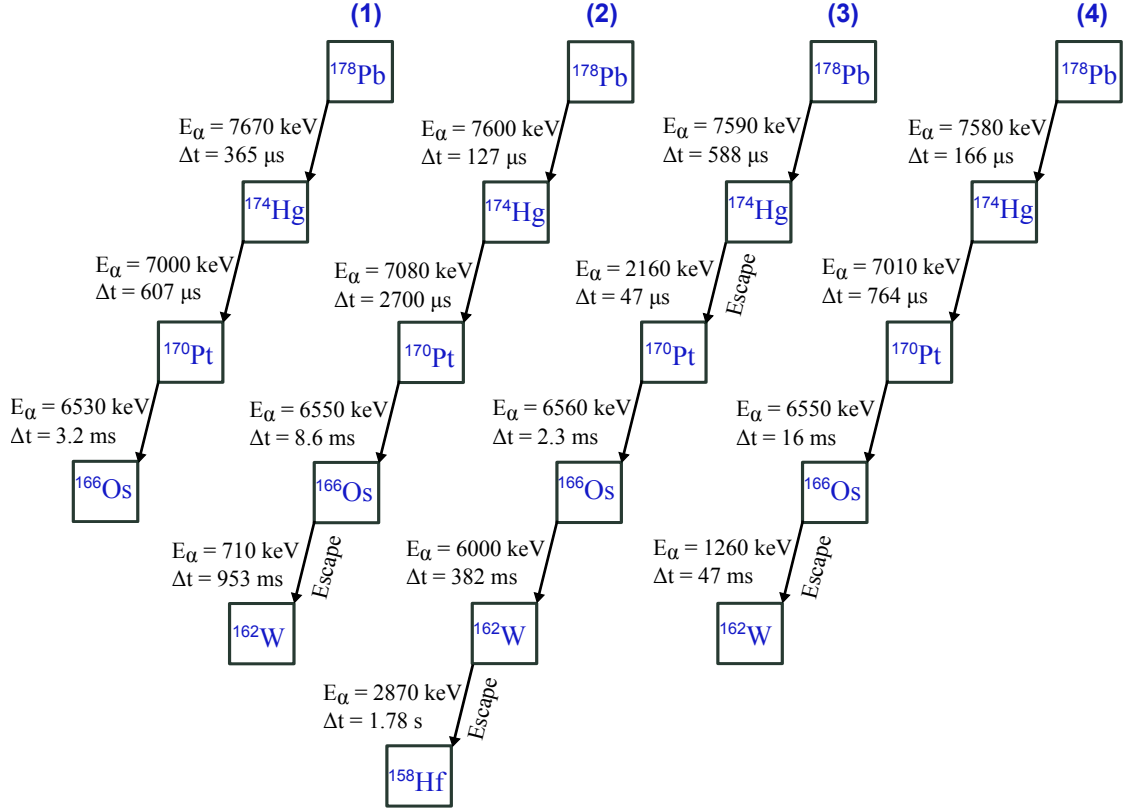 (1) (2) (3) (4)
¹⁷⁸Pb ¹⁷⁸Pb ¹⁷⁸Pb ¹⁷⁸Pb
Eα = 7670 keV Eα = 7600 keV Eα = 7590 keV Eα = 7580 keV
Δt = 365 μs Δt = 127 μs Δt = 588 μs Δt = 166 μs
¹⁷⁴Hg ¹⁷⁴Hg ¹⁷⁴Hg ¹⁷⁴Hg
Eα = 7000 keV Eα = 7080 keV Eα = 2160 keV Escape Eα = 7010 keV
Δt = 607 μs Δt = 2700 μs Δt = 47 μs Δt = 764 μs
¹⁷⁰Pt ¹⁷⁰Pt ¹⁷⁰Pt ¹⁷⁰Pt
Eα = 6530 keV Eα = 6550 keV Eα = 6560 keV Eα = 6550 keV
Δt = 3.2 ms Δt = 8.6 ms Δt = 2.3 ms Δt = 16 ms
¹⁶⁶Os ¹⁶⁶Os ¹⁶⁶Os ¹⁶⁶Os
Eα = 710 keV Escape Eα = 6000 keV Eα = 1260 keV Escape
Δt = 953 ms Δt = 382 ms Δt = 47 ms
¹⁶²W ¹⁶²W ¹⁶²W
Eα = 2870 keV Escape
Δt = 1.78 s
¹⁵⁸Hf